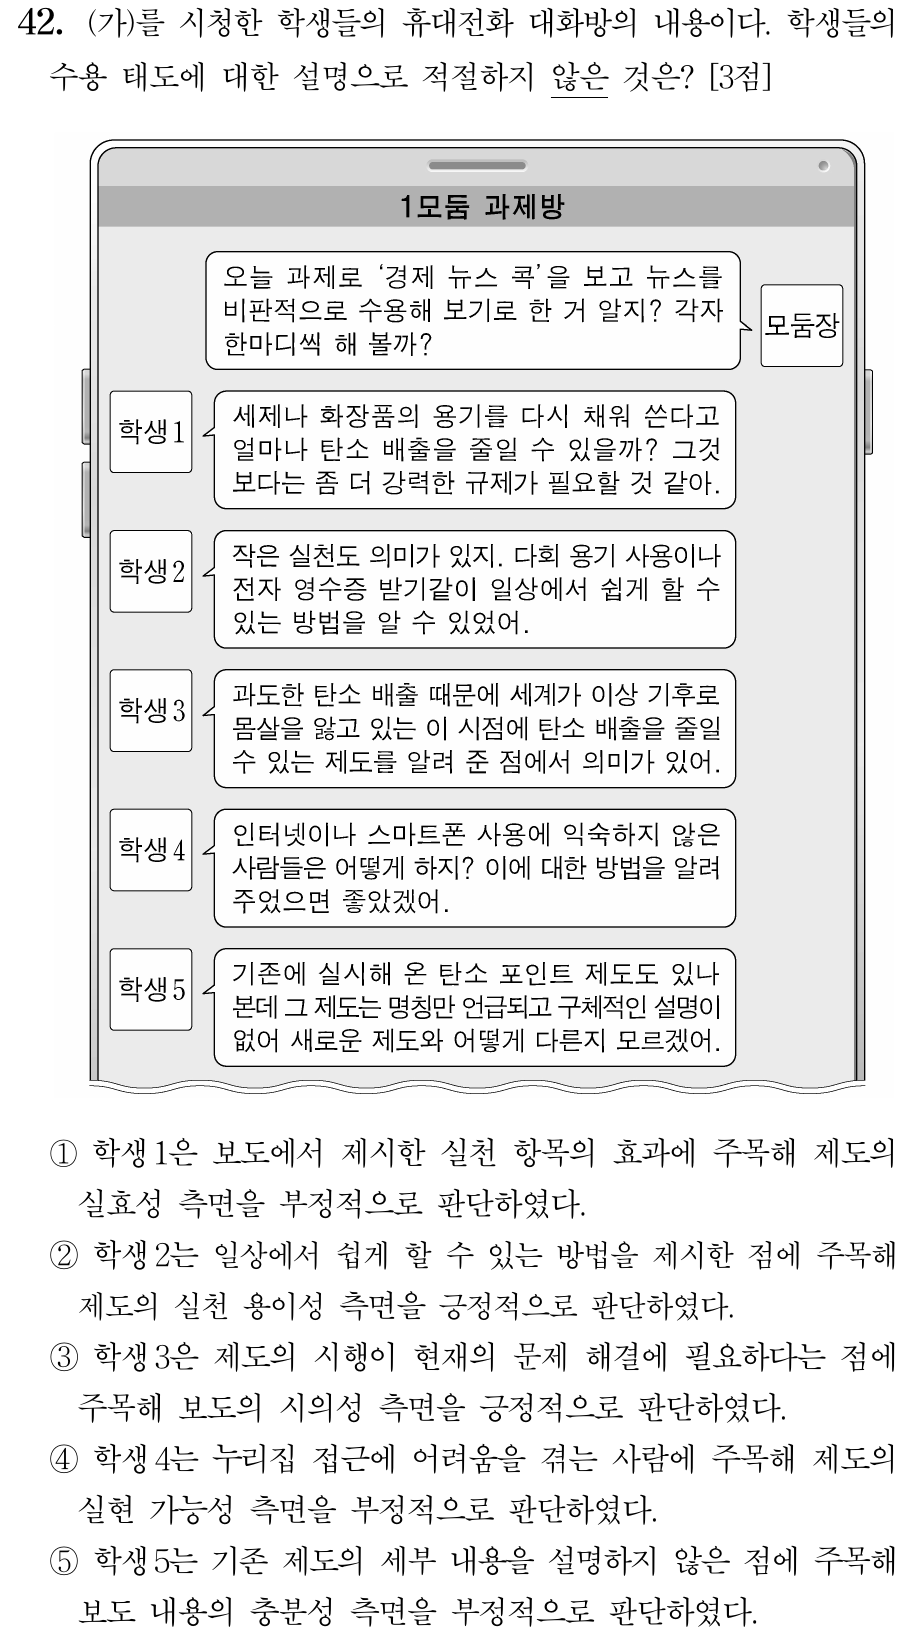 42. (가)를 시청한 학생들의 휴대전화 대화방의 내용이다. 학생들의
수용 태도에 대한 설명으로 적절하지 않은 것은? [3점]
1모둠 과제방
오늘 과제로 ‘경제 뉴스 콕’을 보고 뉴스를
비판적으로 수용해 보기로 한 거 알지? 각자
한마디씩 해 볼까?
모둠장
학생 1
세제나 화장품의 용기를 다시 채워 쓴다고
얼마나 탄소 배출을 줄일 수 있을까? 그것
보다는 좀 더 강력한 규제가 필요할 것 같아.
학생 2
작은 실천도 의미가 있지. 다회 용기 사용이나
전자 영수증 받기같이 일상에서 쉽게 할 수
있는 방법을 알 수 있었어.
학생 3
과도한 탄소 배출 때문에 세계가 이상 기후로
몸살을 앓고 있는 이 시점에 탄소 배출을 줄일
수 있는 제도를 알려 준 점에서 의미가 있어.
학생 4
인터넷이나 스마트폰 사용에 익숙하지 않은
사람들은 어떻게 하지? 이에 대한 방법을 알려
주었으면 좋았겠어.
학생 5
기존에 실시해 온 탄소 포인트 제도도 있나
본데 그 제도는 명칭만 언급되고 구체적인 설명이
없어 새로운 제도와 어떻게 다른지 모르겠어.
① 학생 1은 보도에서 제시한 실천 항목의 효과에 주목해 제도의
실효성 측면을 부정적으로 판단하였다.
② 학생 2는 일상에서 쉽게 할 수 있는 방법을 제시한 점에 주목해
제도의 실천 용이성 측면을 긍정적으로 판단하였다.
③ 학생 3은 제도의 시행이 현재의 문제 해결에 필요하다는 점에
주목해 보도의 시의성 측면을 긍정적으로 판단하였다.
④ 학생 4는 누리집 접근에 어려움을 겪는 사람에 주목해 제도의
실현 가능성 측면을 부정적으로 판단하였다.
⑤ 학생 5는 기존 제도의 세부 내용을 설명하지 않은 점에 주목해
보도 내용의 충분성 측면을 부정적으로 판단하였다.